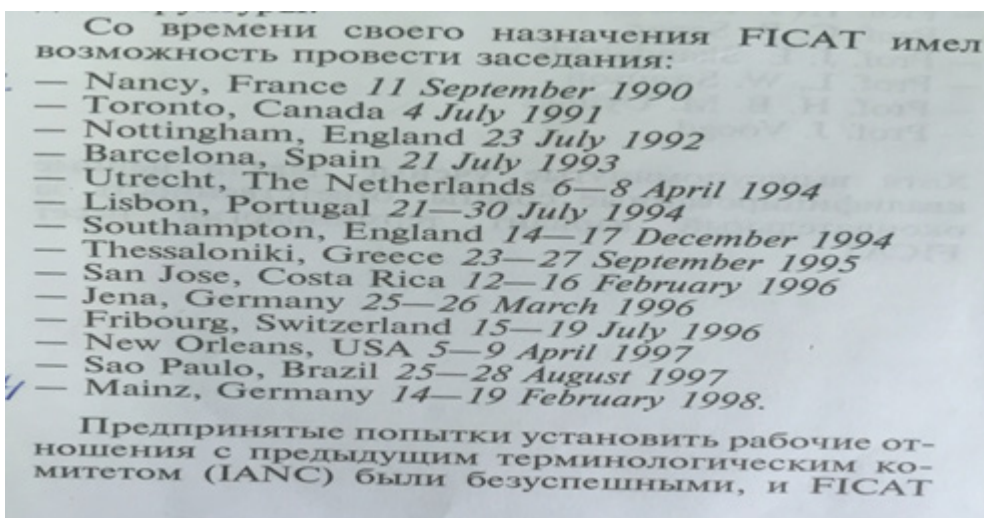 Со времени своего назначения FICAT имел
возможность провести заседания:
— Nancy, France 11 September 1990
— Toronto, Canada 4 July 1991
— Nottingham, England 23 July 1992
— Barcelona, Spain 21 July 1993
— Utrecht, The Netherlands 6—8 April 1994
— Lisbon, Portugal 21—30 July 1994
— Southampton, England 14—17 December 1994
— Thessaloniki, Greece 23—27 September 1995
— San Jose, Costa Rica 12—16 February 1996
— Jena, Germany 25—26 March 1996
— Fribourg, Switzerland 15—19 July 1996
— New Orleans, USA 5—9 April 1997
— Sao Paulo, Brazil 25—28 August 1997
— Mainz, Germany 14—19 February 1998.
Предпринятые попытки установить рабочие от-
ношения с предыдущим терминологическим ко-
митетом (IANC) были безуспешными, и FICAT